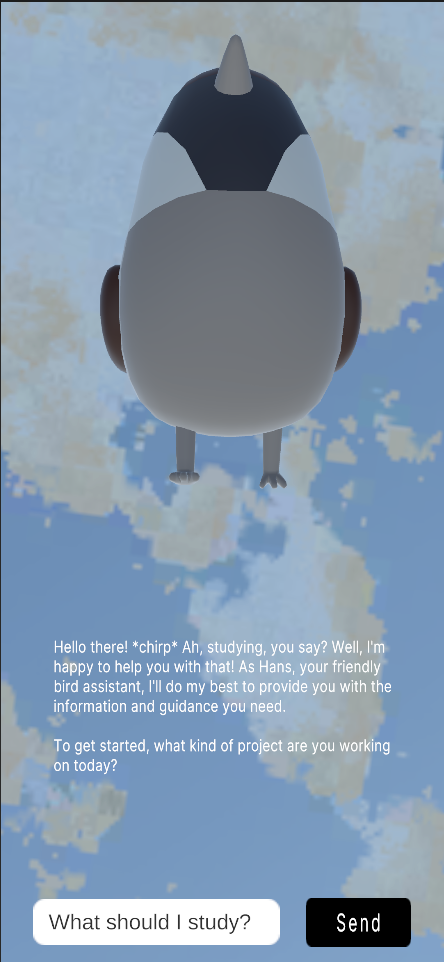 Hello there! *chirp* Ah, studying, you say? Well, I'm
happy to help you with that! As Hans, your friendly
bird assistant, I'll do my best to provide you with the
information and guidance you need.
To get started, what kind of project are you working
on today?
What should I study?
Send